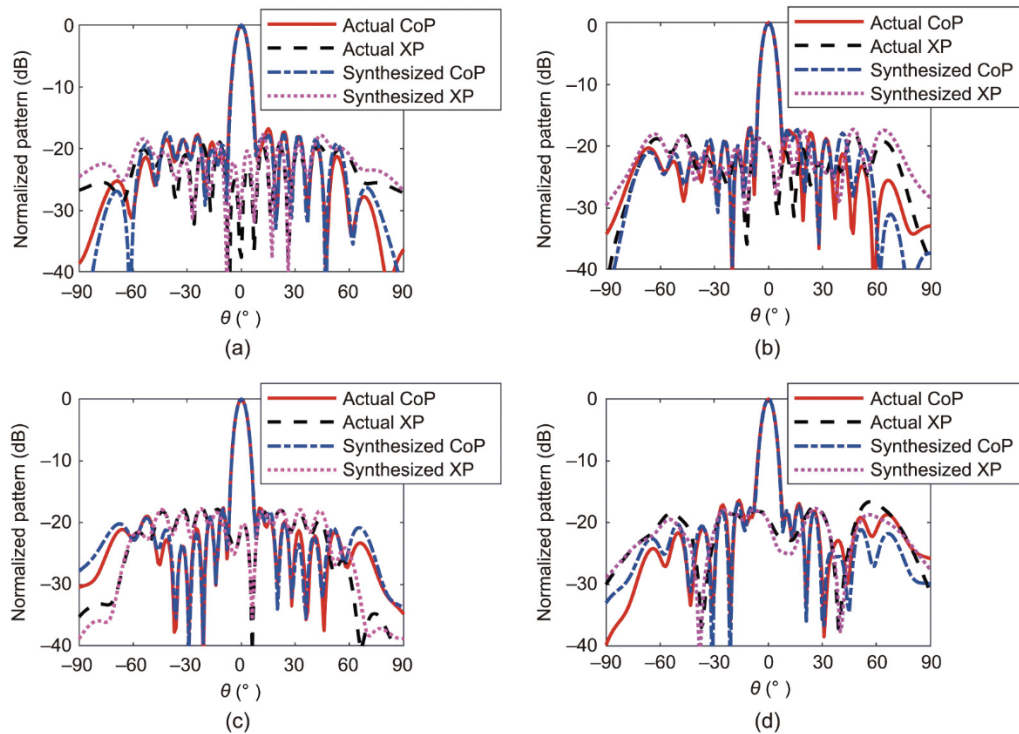 Normalized pattern (dB)
0
−10
−20
−30
−40
−90
−60
−30
0
30
60
90
θ (° )
Actual CoP
Actual XP
Synthesized CoP
Synthesized XP
(a)
Normalized pattern (dB)
0
−10
−20
−30
−40
−90
−60
−30
0
30
60
90
θ (° )
Actual CoP
Actual XP
Synthesized CoP
Synthesized XP
(b)
Normalized pattern (dB)
0
−10
−20
−30
−40
−90
−60
−30
0
30
60
90
θ (° )
Actual CoP
Actual XP
Synthesized CoP
Synthesized XP
(c)
Normalized pattern (dB)
0
−10
−20
−30
−40
−90
−60
−30
0
30
60
90
θ (° )
Actual CoP
Actual XP
Synthesized CoP
Synthesized XP
(d)